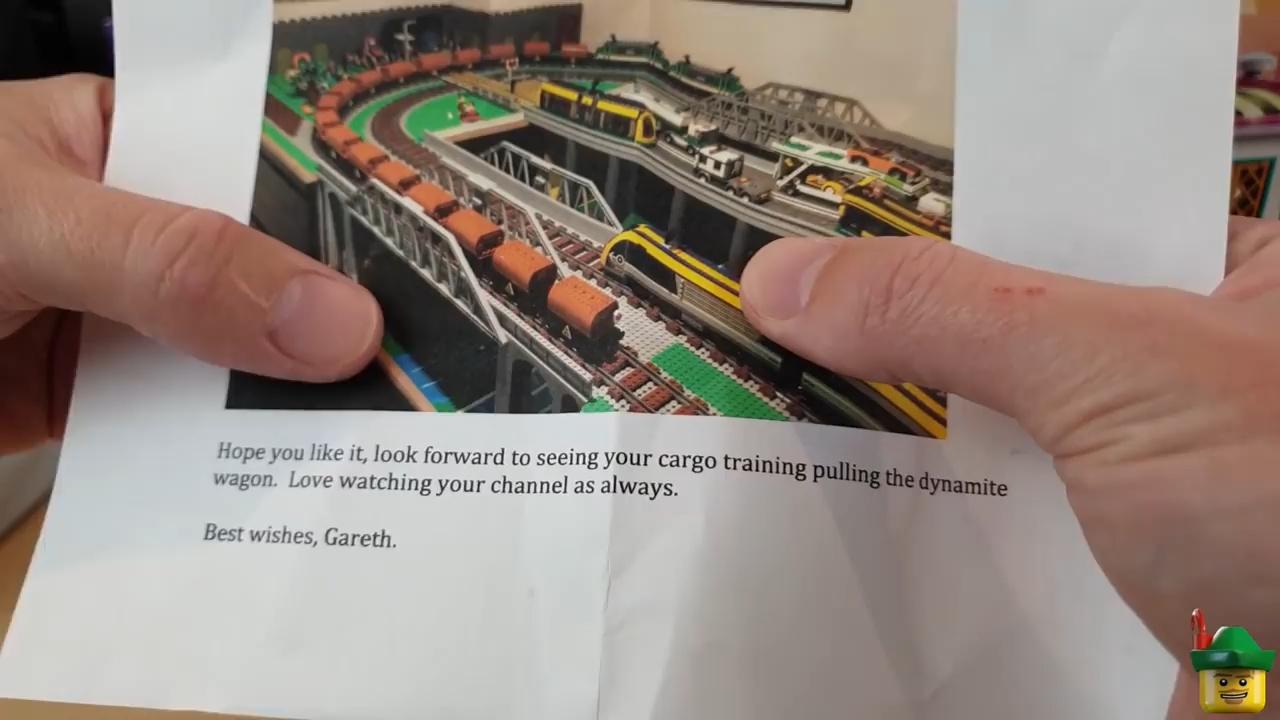 Hope you like it, look forward to seeing your cargo training pulling the dynamite
wagon. Love watching your channel as always.
Best wishes, Gareth.